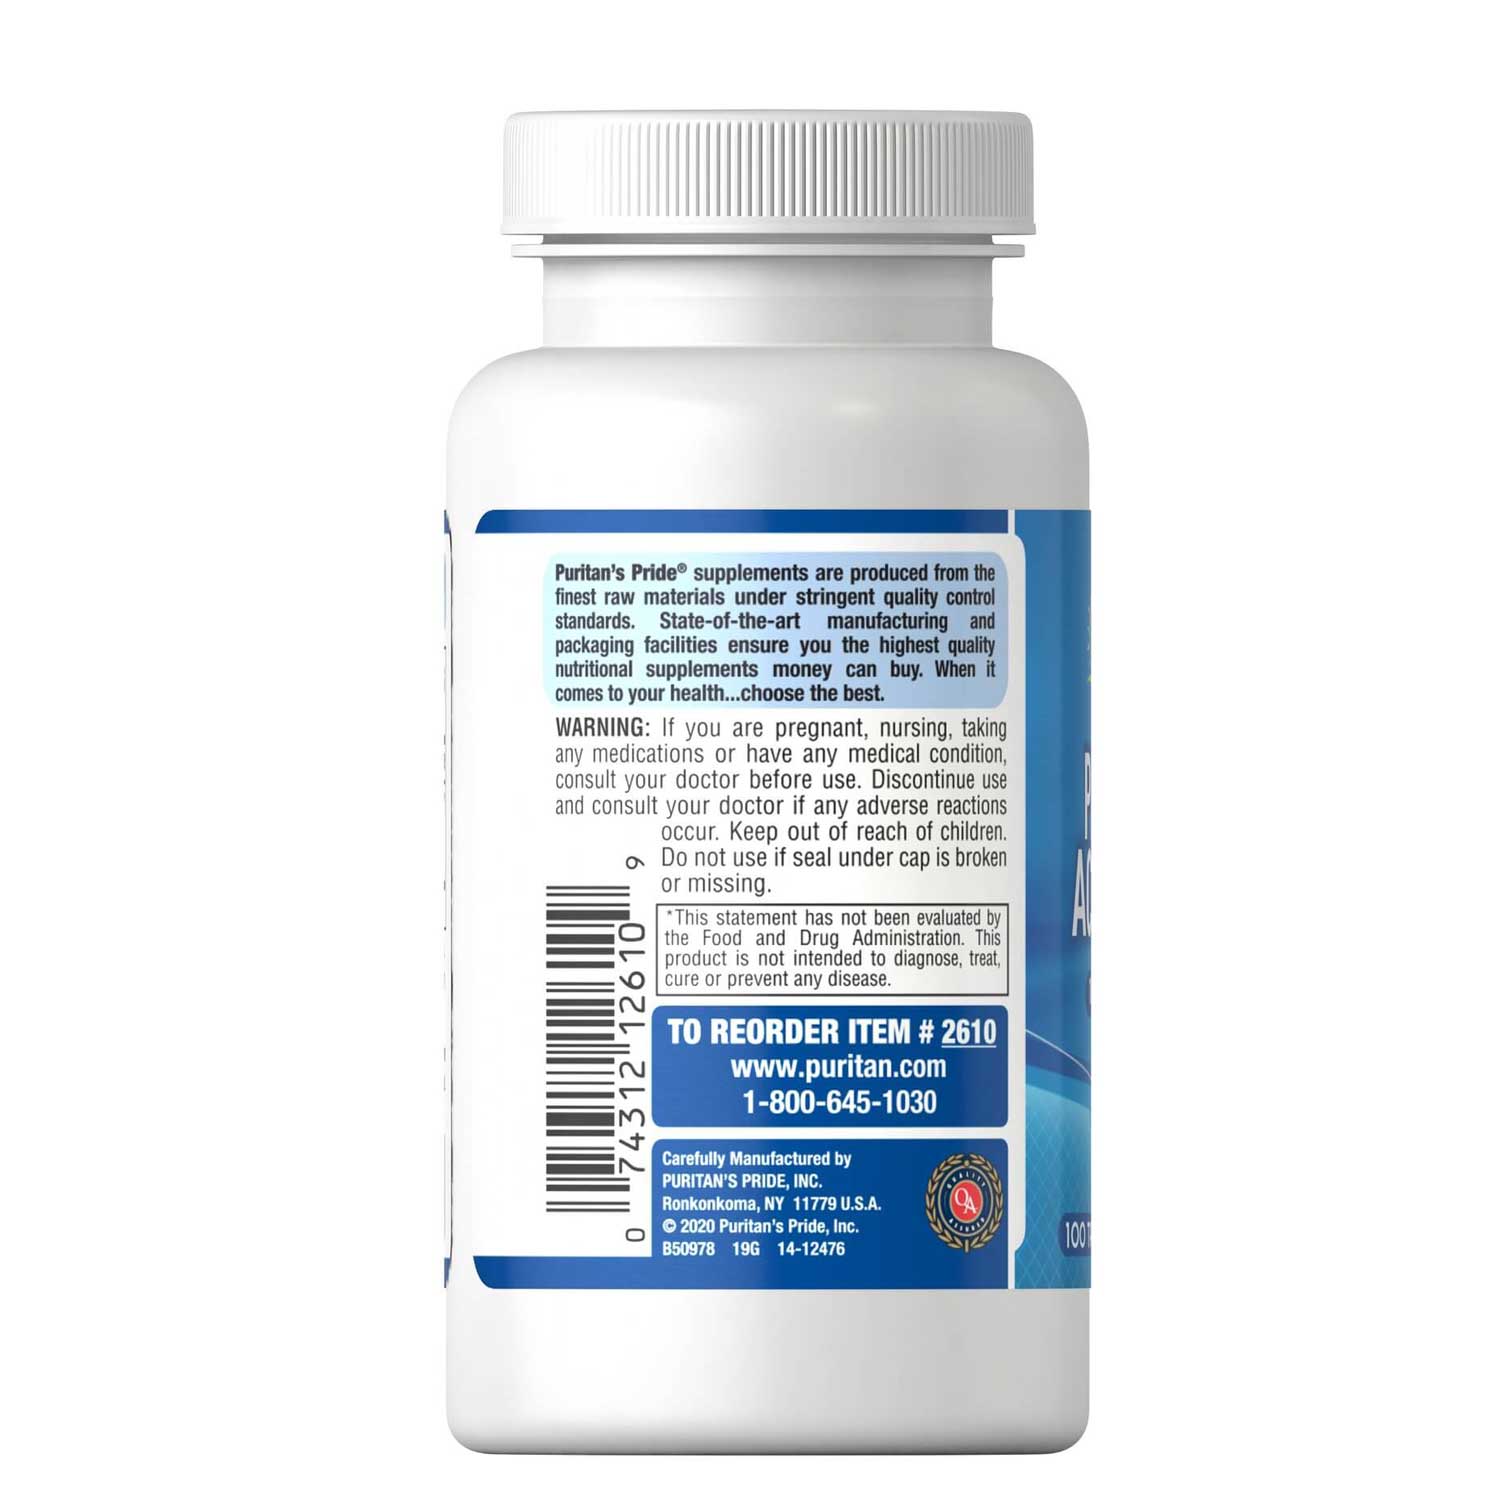 Puritan's Pride® supplements are produced from the
finest raw materials under stringent quality control
standards. State-of-the-art manufacturing and
packaging facilities ensure you the highest quality
nutritional supplements money can buy. When it
comes to your health...choose the best.
WARNING: If you are pregnant, nursing, taking
any medications or have any medical condition,
consult your doctor before use. Discontinue use
and consult your doctor if any adverse reactions
occur. Keep out of reach of children.
Do not use if seal under cap is broken
or missing.
*This statement has not been evaluated by
the Food and Drug Administration. This
product is not intended to diagnose, treat,
cure or prevent any disease.
0 74312 12610 9
TO REORDER ITEM # 2610
www.puritan.com
1-800-645-1030
Carefully Manufactured by
PURITAN'S PRIDE, INC.
Ronkonkoma, NY 11779 U.S.A.
© 2020 Puritan's Pride, Inc.
B50978 19G 14-12476
QUALITY
QA
ASSURED
100